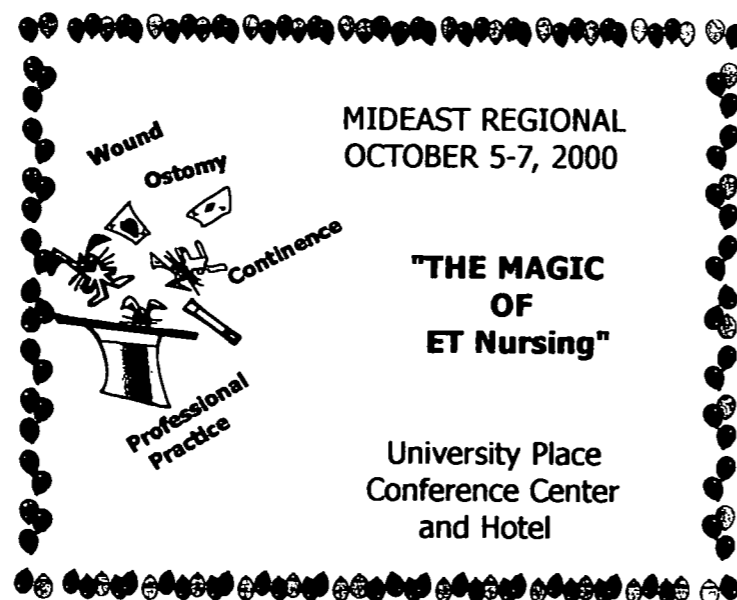 Wound
Ostomy
Continence
Professional
Practice
MIDEAST REGIONAL
OCTOBER 5-7, 2000
"THE MAGIC
OF
ET Nursing"
University Place
Conference Center
and Hotel